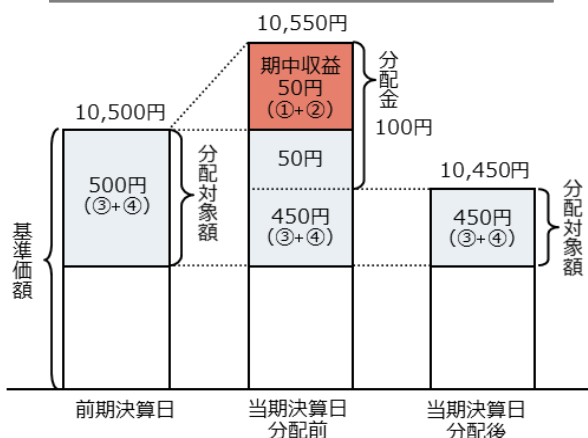 10,550円
期中収益
50円
(①+②)
分配金
100円
10,500円
500円
(③+④)
分配対象額
50円
450円
(③+④)
10,450円
450円
(③+④)
分配対象額
基準価額
前期決算日
当期決算日
分配前
当期決算日
分配後